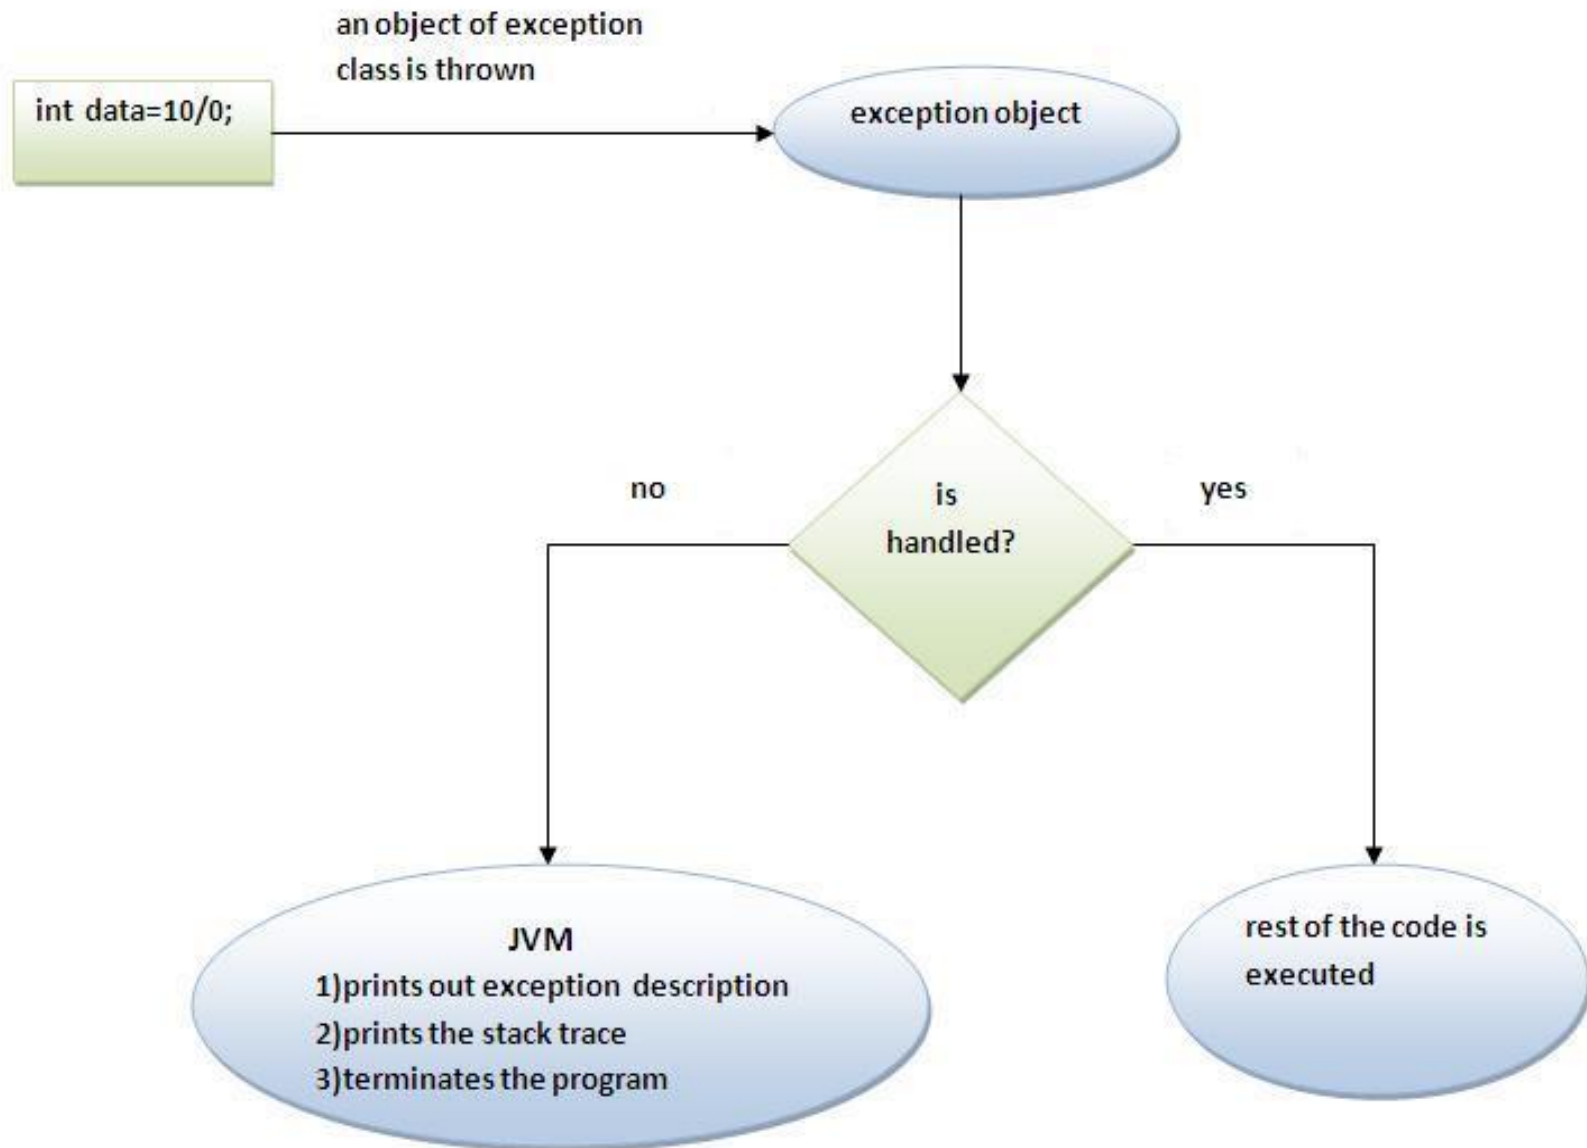 an object of exception
class is thrown
int data=10/0;
exception object
no
is
handled?
yes
JVM
1)prints out exception description
2)prints the stack trace
3)terminates the program
rest of the code is
executed